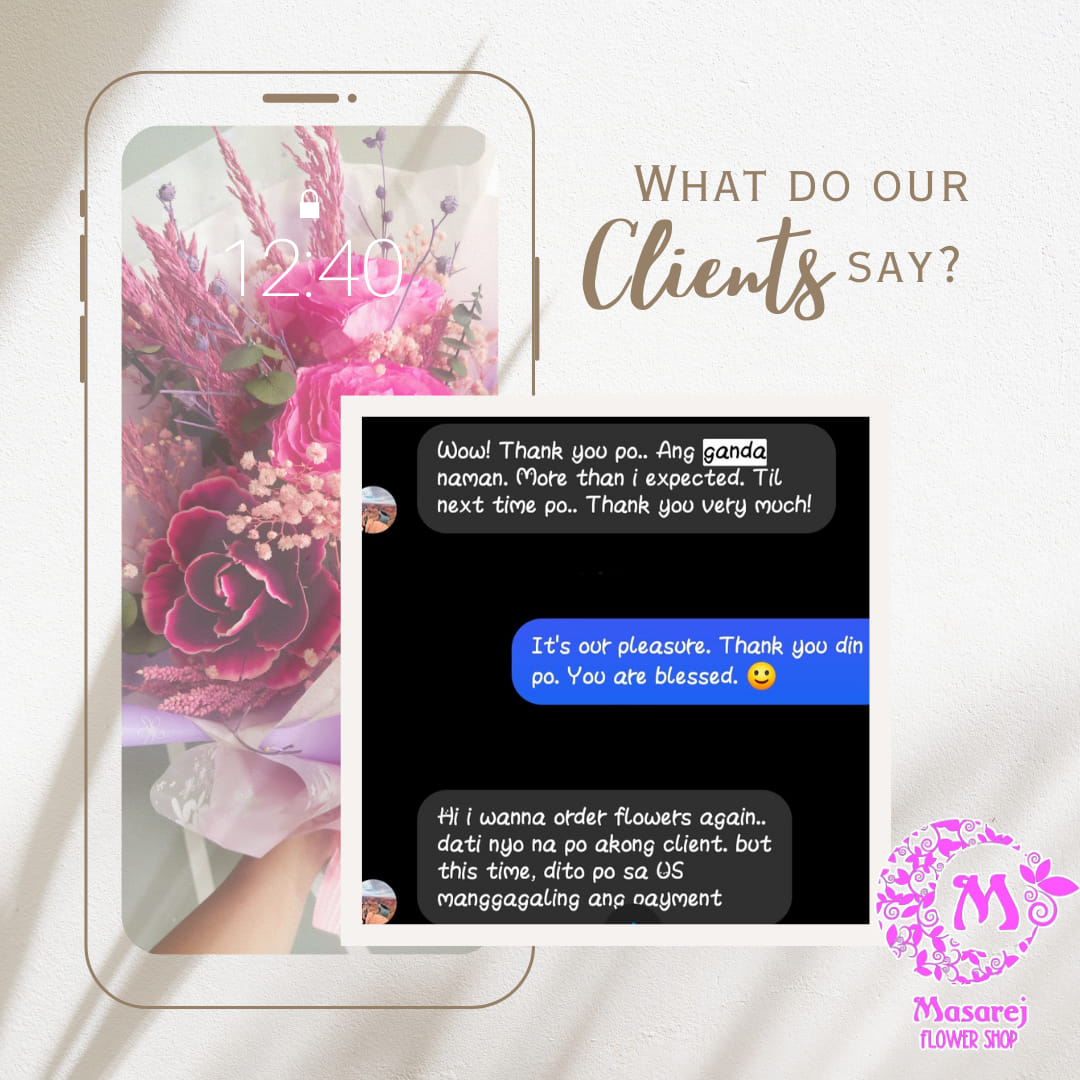 12:40
WHAT DO OUR
Clients SAY?
Wow! Thank you po.. Ang ganda
naman. More than i expected. Til
next time po.. Thank you very much!
It's our pleasure. Thank you din
po. You are blessed. 🙂
Hi i wanna order flowers again..
dati nyo na po akong client. but
this time, dito po sa US
manggagaling ang payment
M
Masarej
FLOWER SHOP